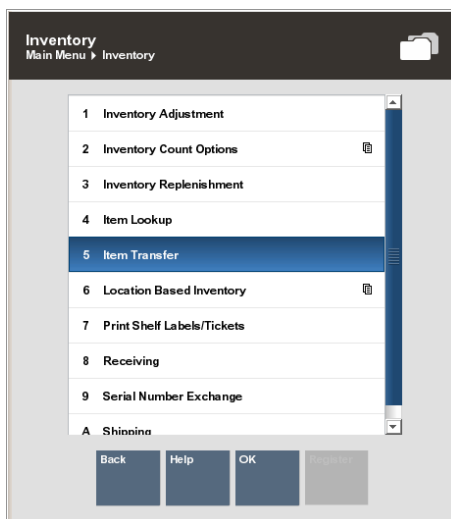 Inventory
Main Menu ▸ Inventory
1 Inventory Adjustment
2 Inventory Count Options
3 Inventory Replenishment
4 Item Lookup
5 Item Transfer
6 Location Based Inventory
7 Print Shelf Labels/Tickets
8 Receiving
9 Serial Number Exchange
A Shipping
Back Help OK Register